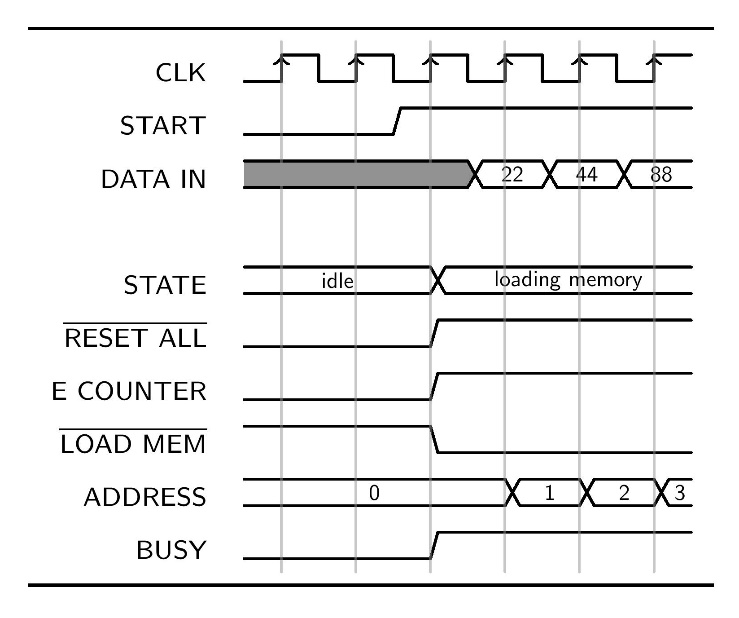 CLK
START
DATA IN 22 44 88
STATE idle loading memory
RESET ALL
E COUNTER
LOAD MEM
ADDRESS 0 1 2 3
BUSY